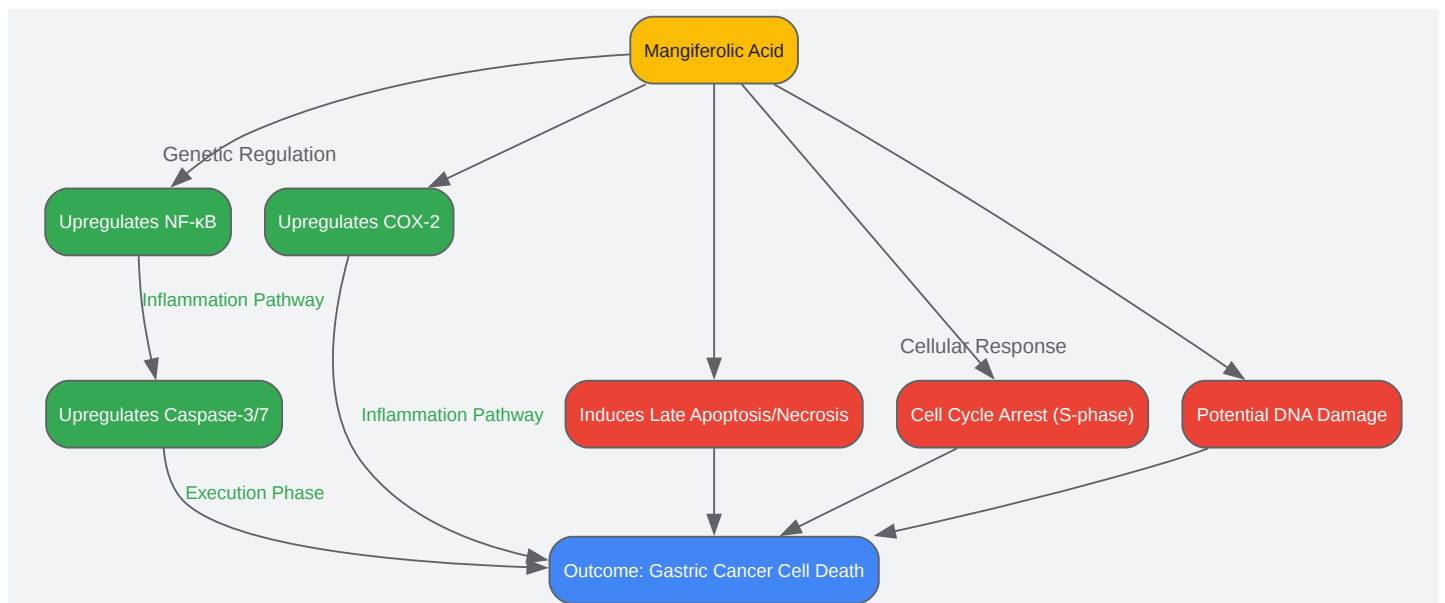 Mangiferolic Acid
Genetic Regulation
Upregulates NF-κB
Upregulates COX-2
Inflammation Pathway
Cellular Response
Upregulates Caspase-3/7
Inflammation Pathway
Induces Late Apoptosis/Necrosis
Cell Cycle Arrest (S-phase)
Potential DNA Damage
Execution Phase
Outcome: Gastric Cancer Cell Death